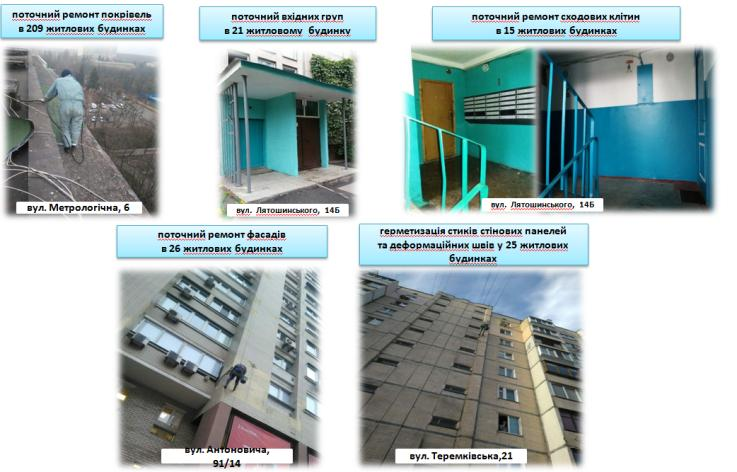 поточний ремонт покрівель
в 209 житлових будинках
вул. Метрологічна, 6
поточний вхідних груп
в 21 житловому будинку
вул. Лятошинського, 14Б
поточний ремонт сходових клітин
в 15 житлових будинках
вул. Лятошинського, 14Б
поточний ремонт фасадів
в 26 житлових будинках
вул. Антоновича,
91/14
герметизація стиків стінових панелей
та деформаційних швів у 25 житлових
будинках
вул. Теремківська,21